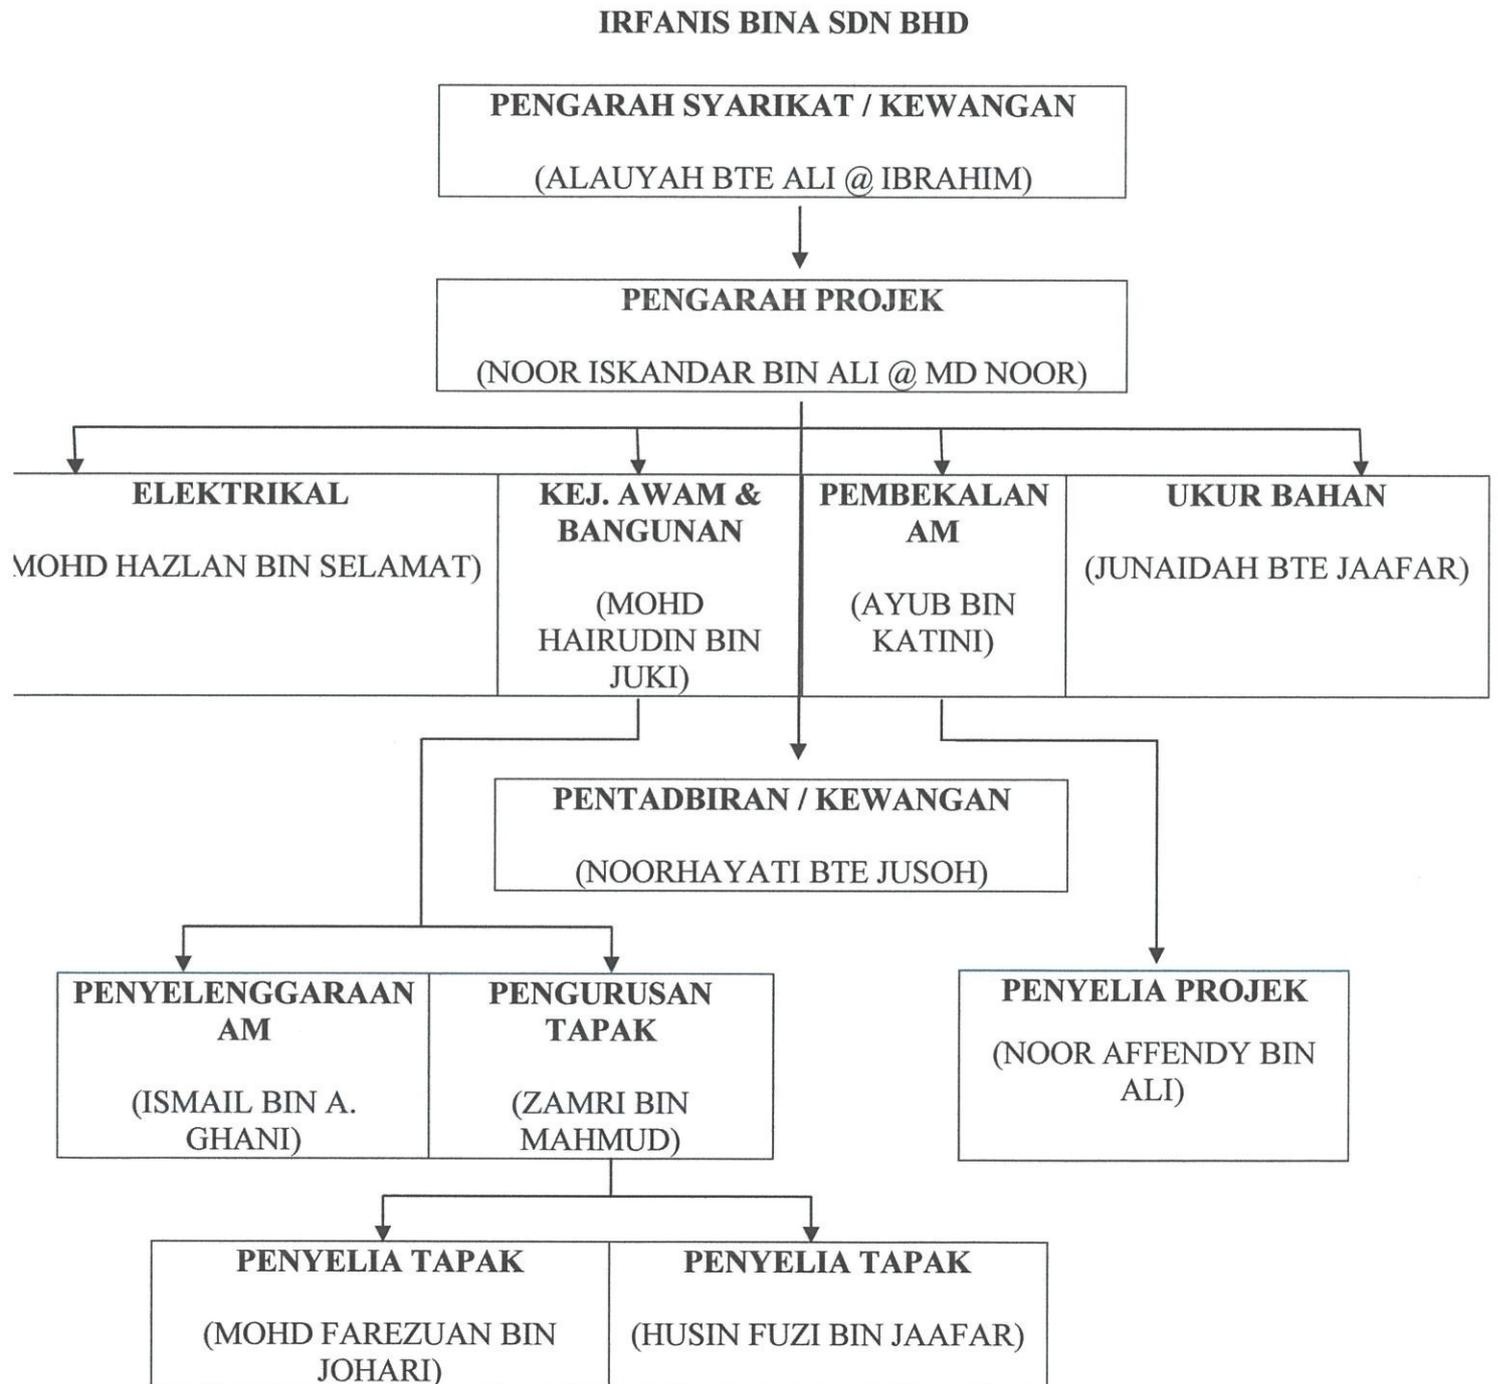 IRFANIS BINA SDN BHD
PENGARAH SYARIKAT / KEWANGAN
(ALAUYAH BTE ALI @ IBRAHIM)
PENGARAH PROJEK
(NOOR ISKANDAR BIN ALI @ MD NOOR)
ELEKTRIKAL
MOHD HAZLAN BIN SELAMAT)
KEJ. AWAM &
BANGUNAN
(MOHD
HAIRUDIN BIN
JUKI)
PEMBEKALAN
AM
(AYUB BIN
KATINI)
UKUR BAHAN
(JUNAIDAH BTE JAAFAR)
PENTADBIRAN / KEWANGAN
(NOORHAYATI BTE JUSOH)
PENYELENGGARAAN
AM
(ISMAIL BIN A.
GHANI)
PENGURUSAN
TAPAK
(ZAMRI BIN
MAHMUD)
PENYELIA PROJEK
(NOOR AFFENDY BIN
ALI)
PENYELIA TAPAK
(MOHD FAREZUAN BIN
JOHARI)
PENYELIA TAPAK
(HUSIN FUZI BIN JAAFAR)